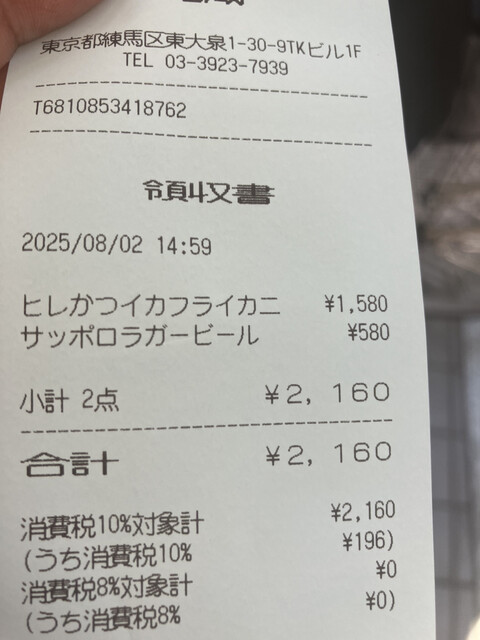 東京都練馬区東大泉1-30-9TKビル1F
TEL 03-3923-7939
T6810853418762
領収書
2025/08/02 14:59
ヒレかつイカフライカニ ¥1,580
サッポロラガービール ¥580
小計 2点 ¥2,160
合計 ¥2,160
消費税10%対象計 ¥2,160
(うち消費税10% ¥196)
消費税8%対象計 ¥0
(うち消費税8% ¥0)